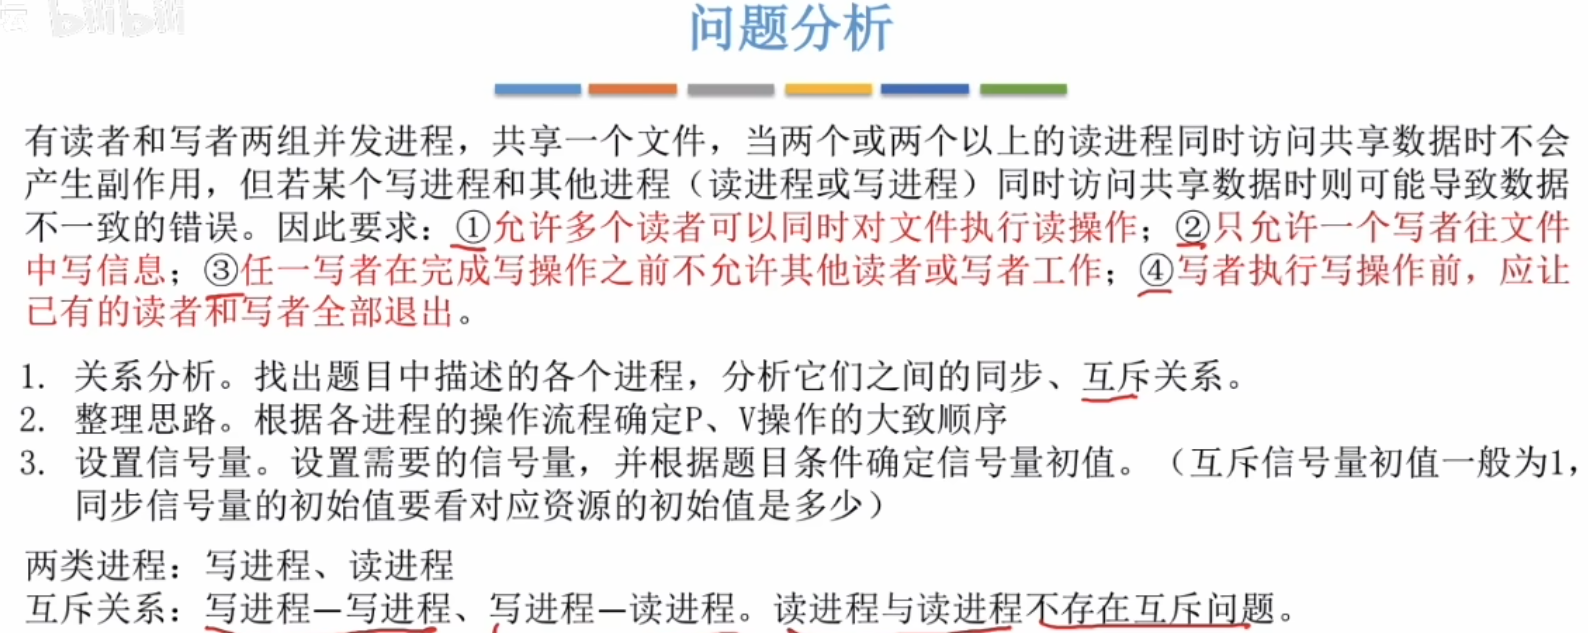 坛 bilibili
问题分析
有读者和写者两组并发进程，共享一个文件，当两个或两个以上的读进程同时访问共享数据时不会
产生副作用，但若某个写进程和其他进程（读进程或写进程）同时访问共享数据时则可能导致数据
不一致的错误。因此要求：①允许多个读者可以同时对文件执行读操作；②只允许一个写者往文件
中写信息；③任一写者在完成写操作之前不允许其他读者或写者工作；④写者执行写操作前，应让
已有的读者和写者全部退出。
1. 关系分析。找出题目中描述的各个进程，分析它们之间的同步、互斥关系。
2. 整理思路。根据各进程的操作流程确定P、V操作的大致顺序
3. 设置信号量。设置需要的信号量，并根据题目条件确定信号量初值。（互斥信号量初值一般为1，
同步信号量的初始值要看对应资源的初始值是多少）
两类进程：写进程、读进程
互斥关系：写进程—写进程、写进程—读进程。读进程与读进程不存在互斥问题。